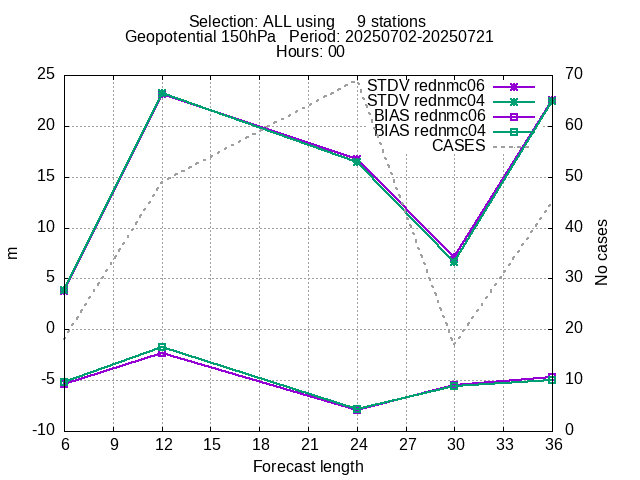 Selection: ALL using     9 stations
Geopotential 150hPa   Period: 20250702-20250721
Hours: 00
STDV rednmc06
STDV rednmc04
BIAS rednmc06
BIAS rednmc04
CASES
25
20
15
10
5
0
-5
-10
m
70
60
50
40
30
20
10
0
No cases
6 9 12 15 18 21 24 27 30 33 36
Forecast length